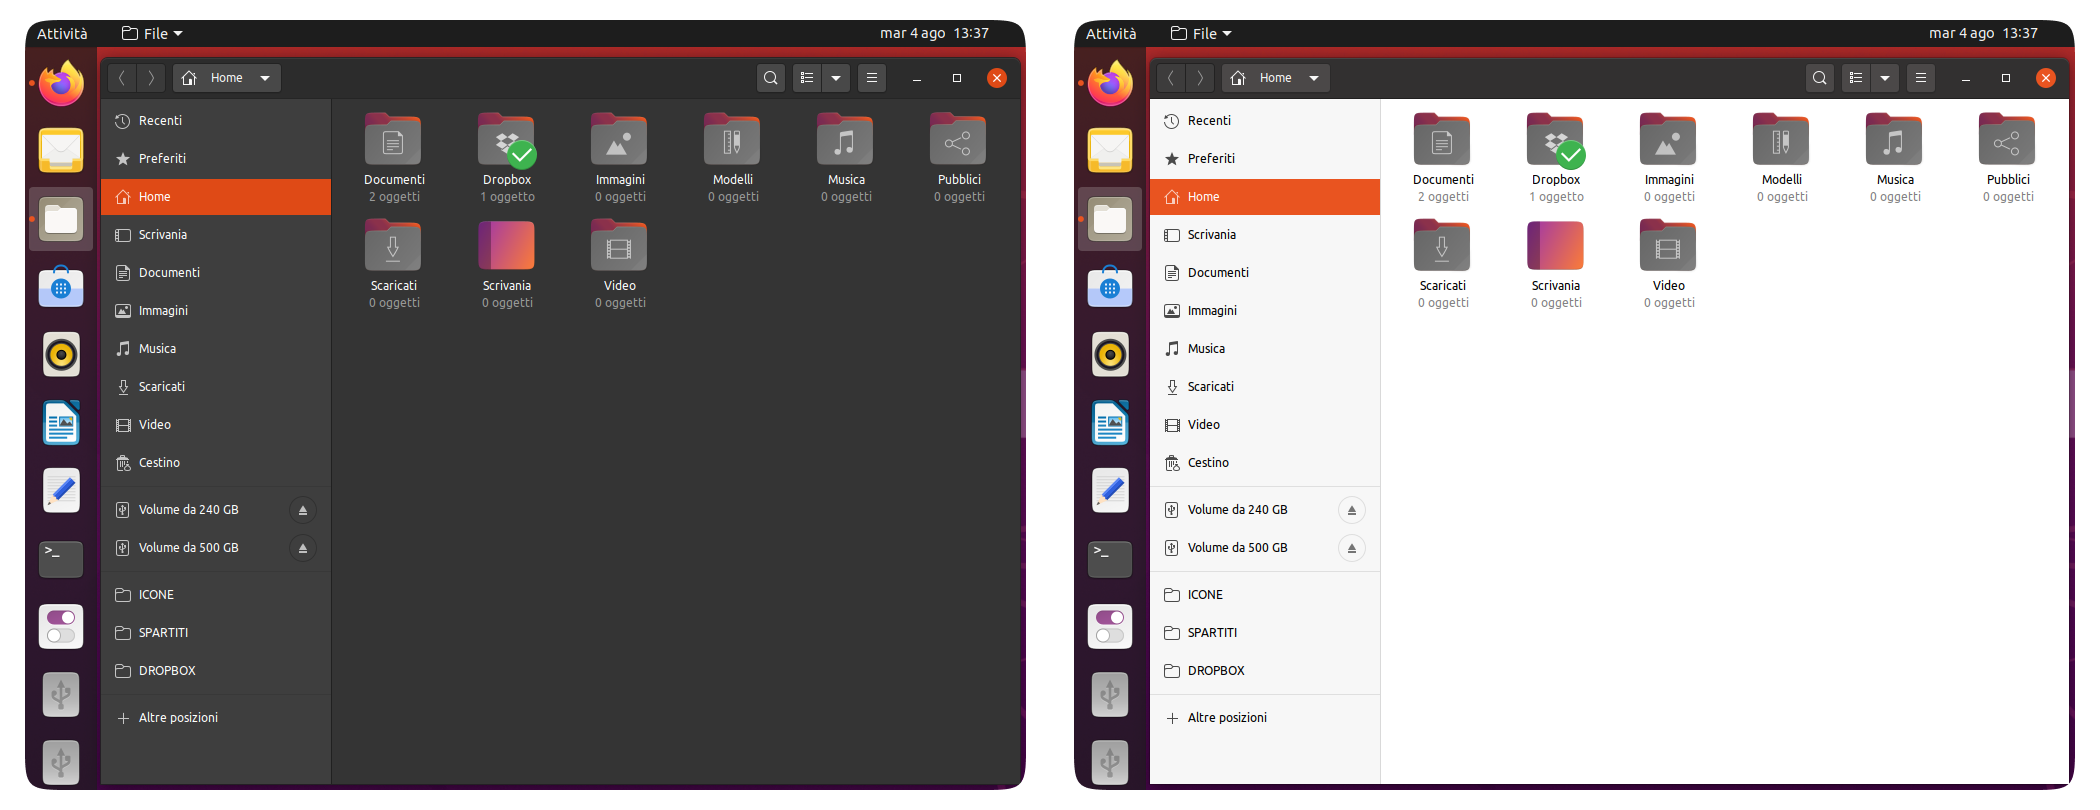 Attività File mar 4 ago 13:37
Home
Recenti
Preferiti
Home
Scrivania
Documenti
Immagini
Musica
Scaricati
Video
Cestino
Volume da 240 GB
Volume da 500 GB
ICONE
SPARTITI
DROPBOX
Altre posizioni
Documenti Dropbox Immagini Modelli Musica Pubblici
2 oggetti 1 oggetto 0 oggetti 0 oggetti 0 oggetti 0 oggetti
Scaricati Scrivania Video
0 oggetti 0 oggetti 0 oggetti
>_
Attività File mar 4 ago 13:37
Home
Recenti
Preferiti
Home
Scrivania
Documenti
Immagini
Musica
Scaricati
Video
Cestino
Volume da 240 GB
Volume da 500 GB
ICONE
SPARTITI
DROPBOX
Altre posizioni
Documenti Dropbox Immagini Modelli Musica Pubblici
2 oggetti 1 oggetto 0 oggetti 0 oggetti 0 oggetti 0 oggetti
Scaricati Scrivania Video
0 oggetti 0 oggetti 0 oggetti
>_